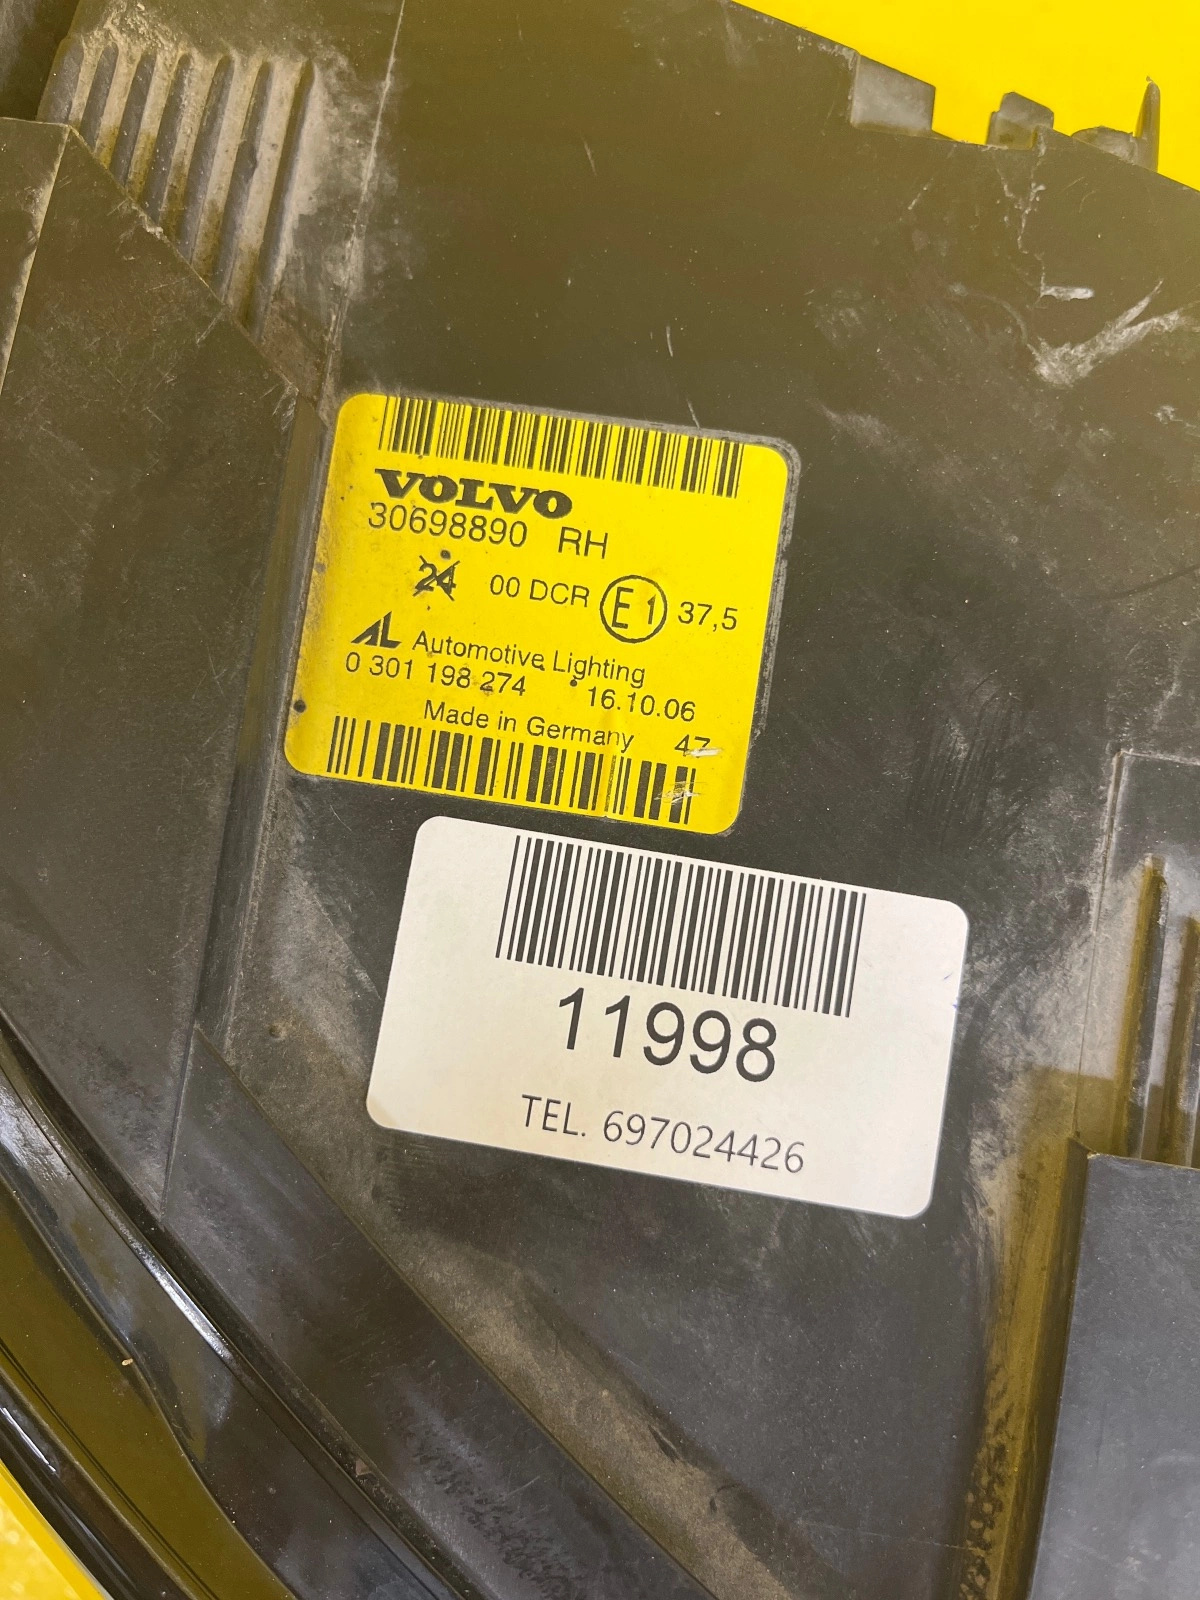 VOLVO
30698890 RH
24 00 DCR E1 37,5
AL Automotive Lighting
0 301 198 274 16.10.06
Made in Germany 47
11998
TEL. 697024426